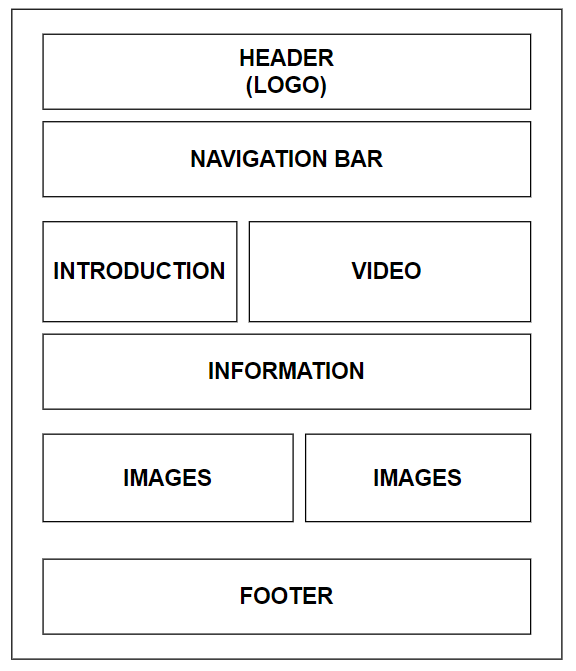 HEADER
(LOGO)
NAVIGATION BAR
INTRODUCTION
VIDEO
INFORMATION
IMAGES
IMAGES
FOOTER